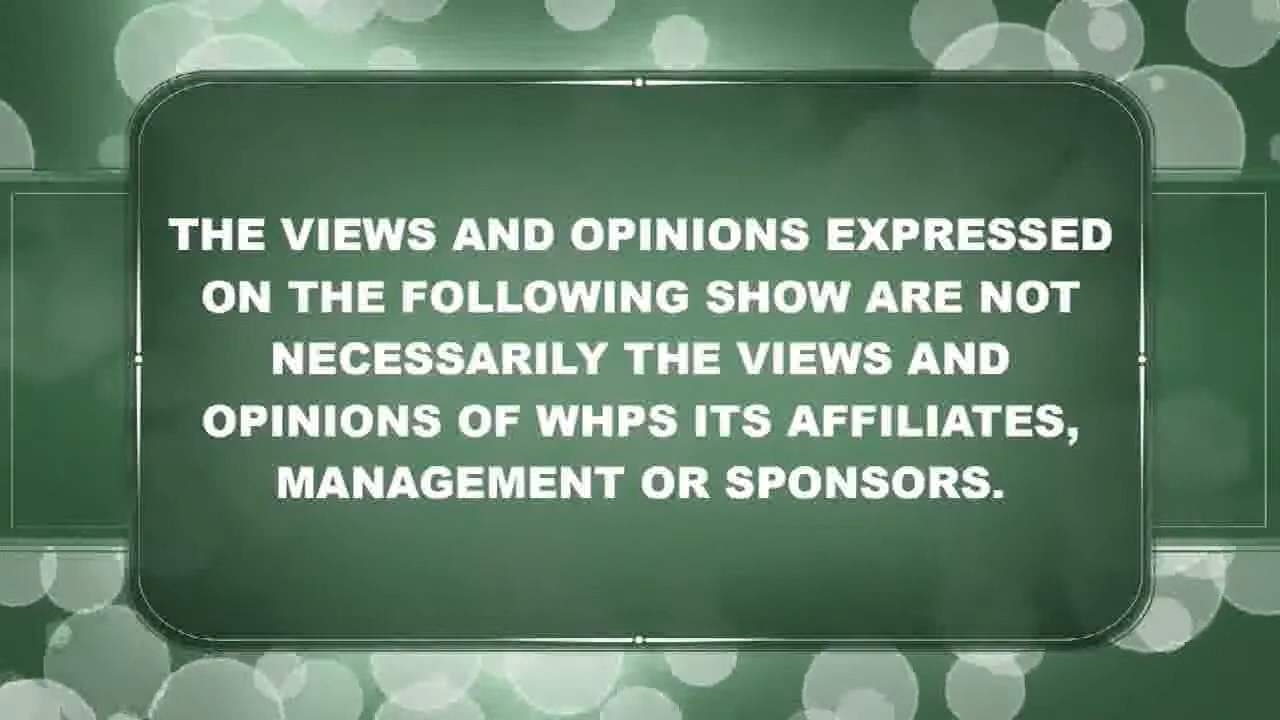 THE VIEWS AND OPINIONS EXPRESSED
ON THE FOLLOWING SHOW ARE NOT
NECESSARILY THE VIEWS AND
OPINIONS OF WHPS ITS AFFILIATES,
MANAGEMENT OR SPONSORS.